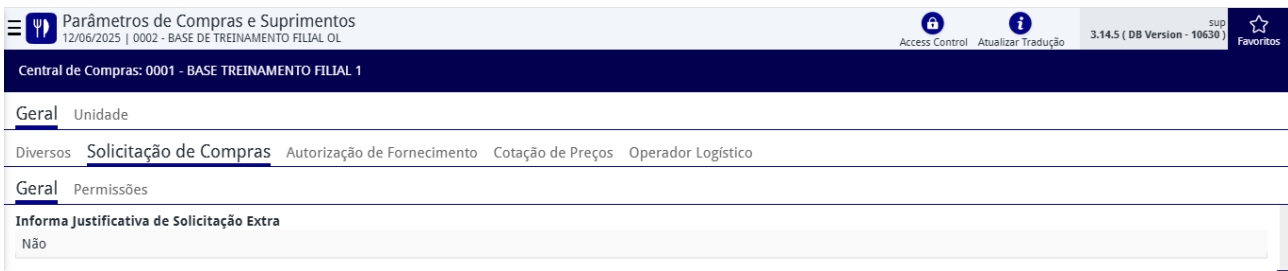 Parâmetros de Compras e Suprimentos
12/06/2025 | 0002 - BASE DE TREINAMENTO FILIAL OL
Access Control
Atualizar Tradução
sup
3.14.5 ( DB Version - 10630 )
Favoritos
Central de Compras: 0001 - BASE TREINAMENTO FILIAL 1
Geral Unidade
Diversos Solicitação de Compras Autorização de Fornecimento Cotação de Preços Operador Logístico
Geral Permissões
Informa Justificativa de Solicitação Extra
Não